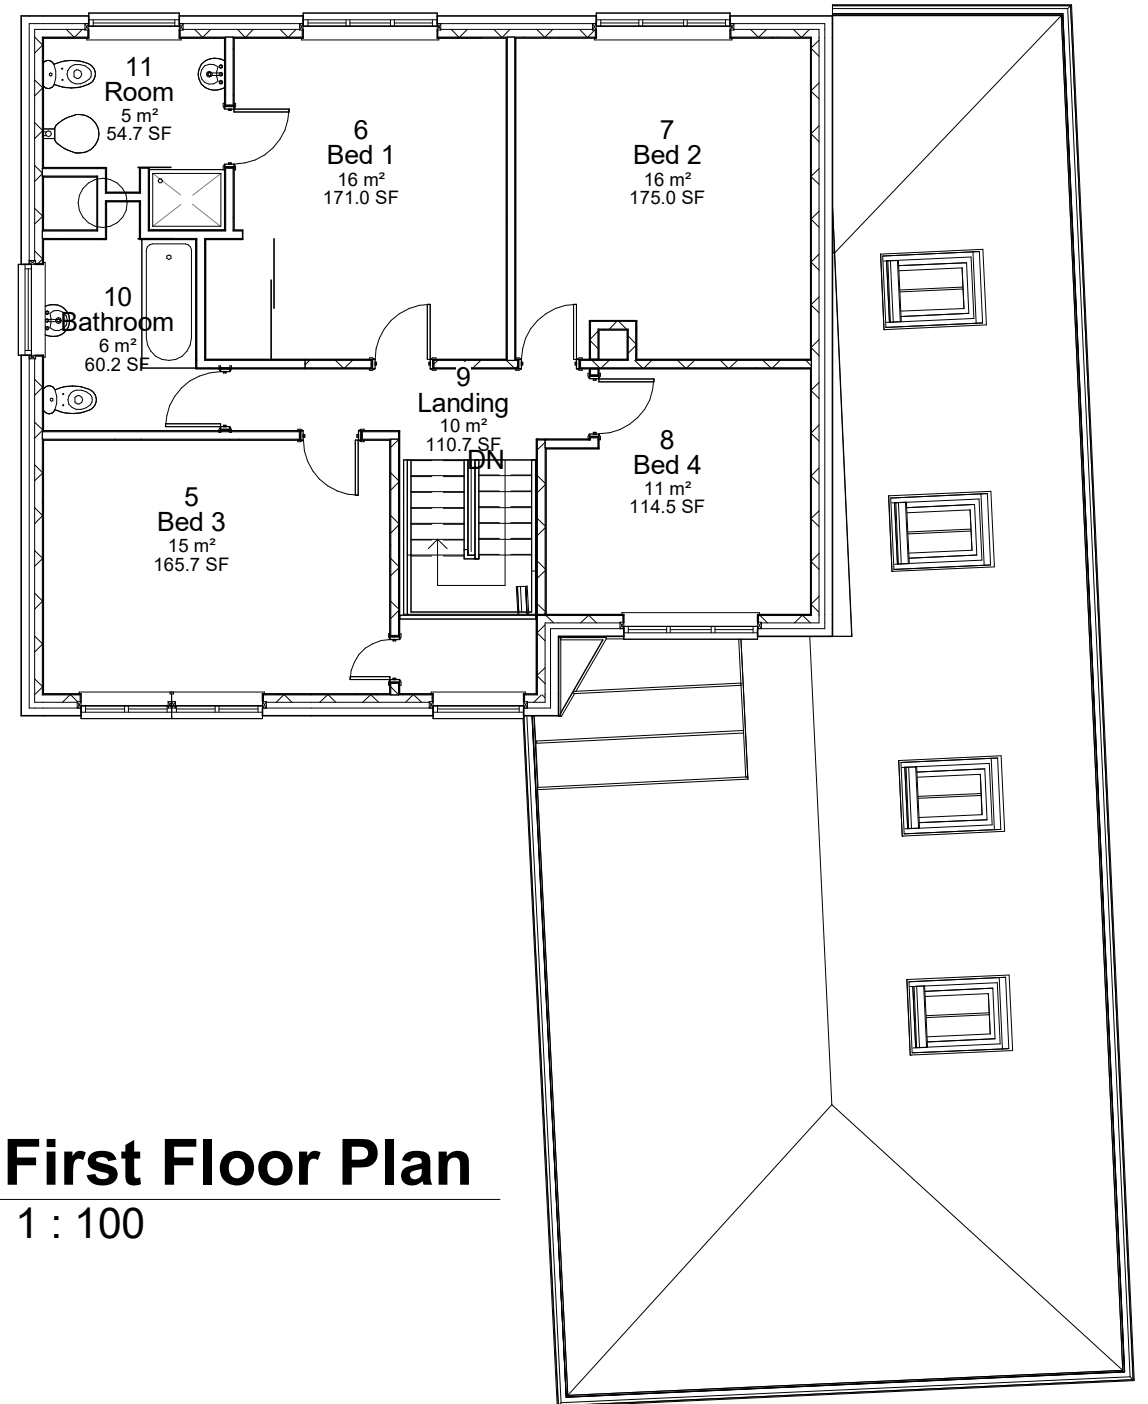 11
Room
5 m²
54.7 SF
6
Bed 1
16 m²
171.0 SF
7
Bed 2
16 m²
175.0 SF
10
Bathroom
6 m²
60.2 SF
9
Landing
10 m²
110.7 SF
DN
8
Bed 4
11 m²
114.5 SF
5
Bed 3
15 m²
165.7 SF
First Floor Plan
1 : 100